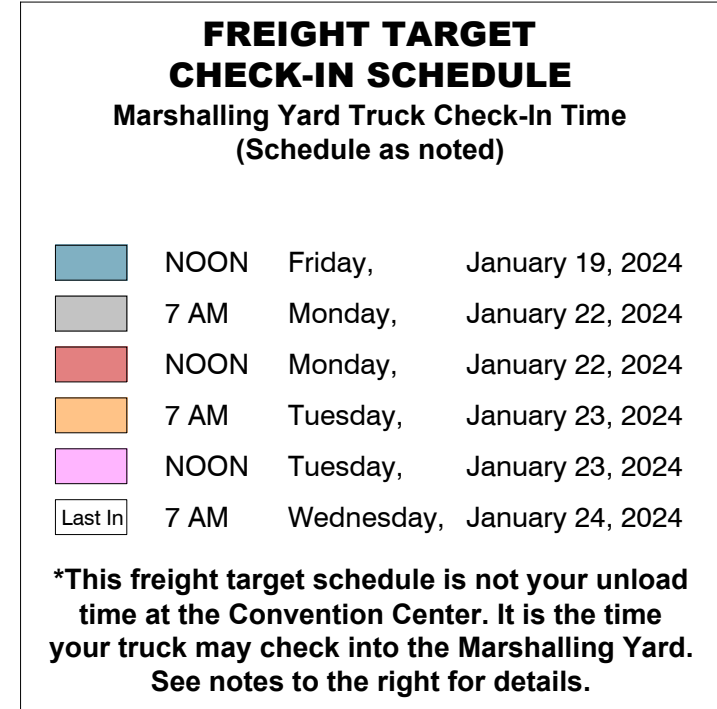 FREIGHT TARGET
CHECK-IN SCHEDULE
Marshalling Yard Truck Check-In Time
(Schedule as noted)
NOON Friday, January 19, 2024
7 AM Monday, January 22, 2024
NOON Monday, January 22, 2024
7 AM Tuesday, January 23, 2024
NOON Tuesday, January 23, 2024
Last In 7 AM Wednesday, January 24, 2024
*This freight target schedule is not your unload
time at the Convention Center. It is the time
your truck may check into the Marshalling Yard.
See notes to the right for details.